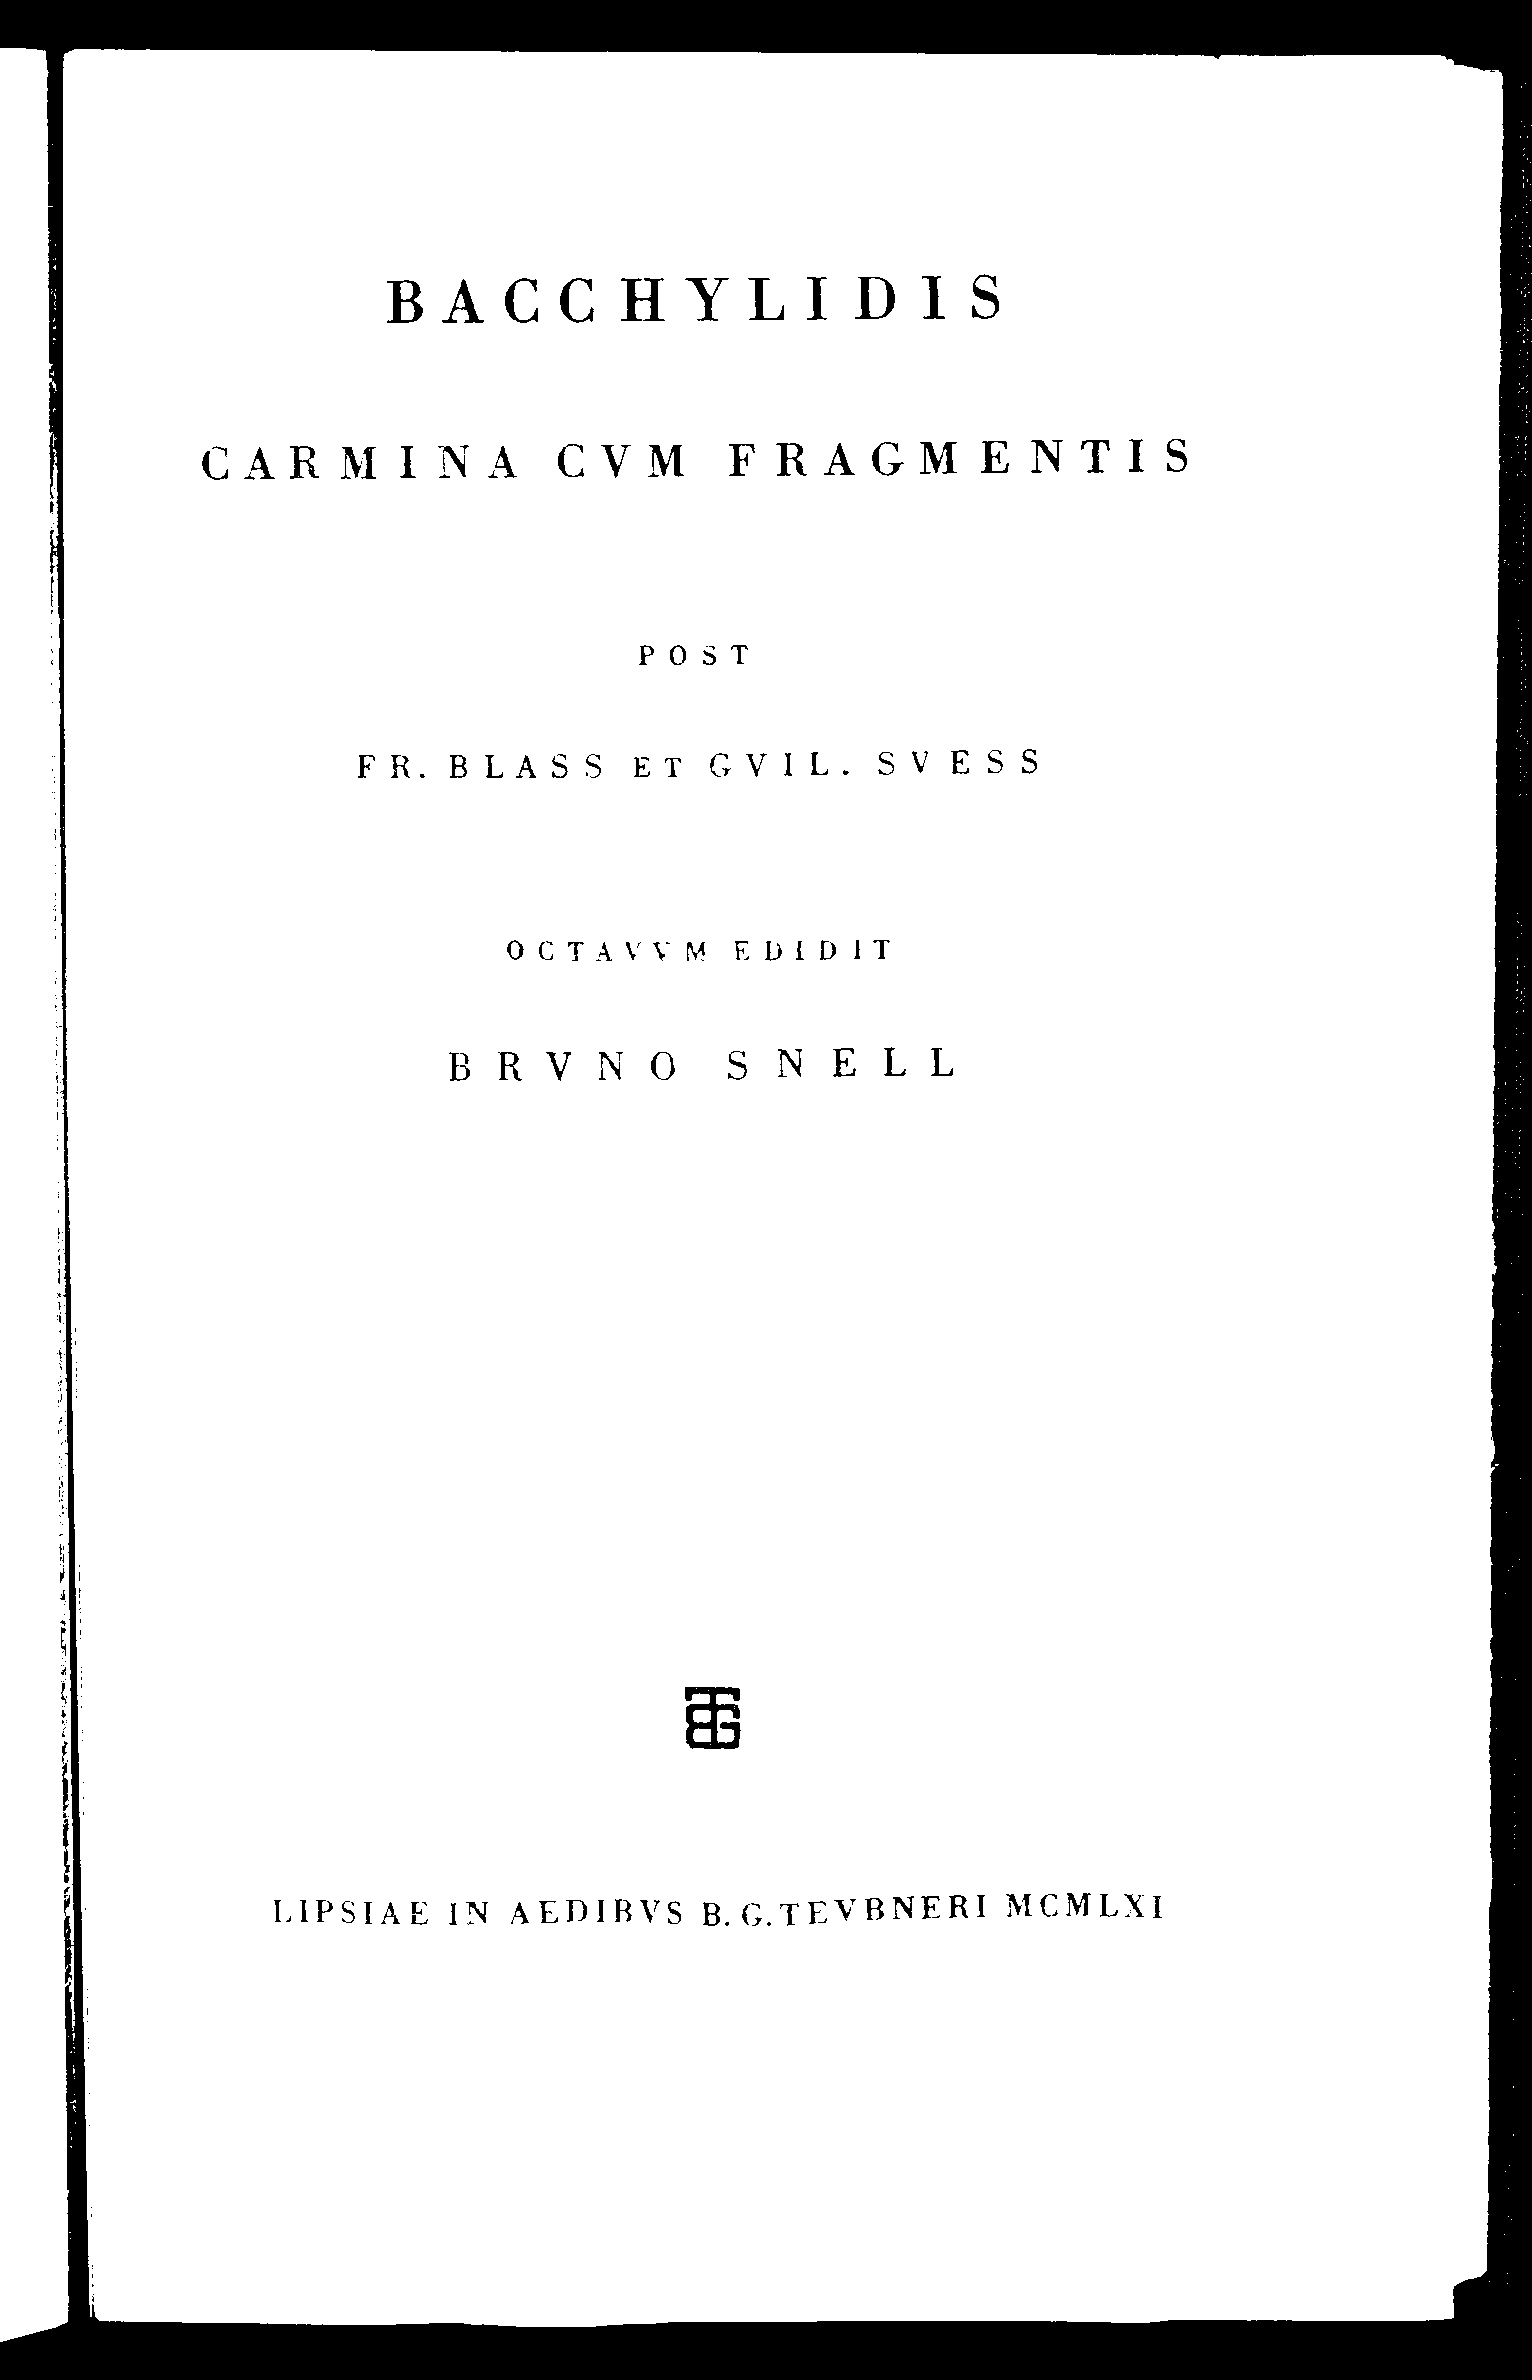 BACCHYLIDIS
CARMINA CVM FRAGMENTIS
POST
FR. BLASS ET GVIL. SVESS
OCTAVVM EDIDIT
BRVNO SNELL
LIPSIAE IN AEDIBVS B. G. TEVBNERI MCMLXI